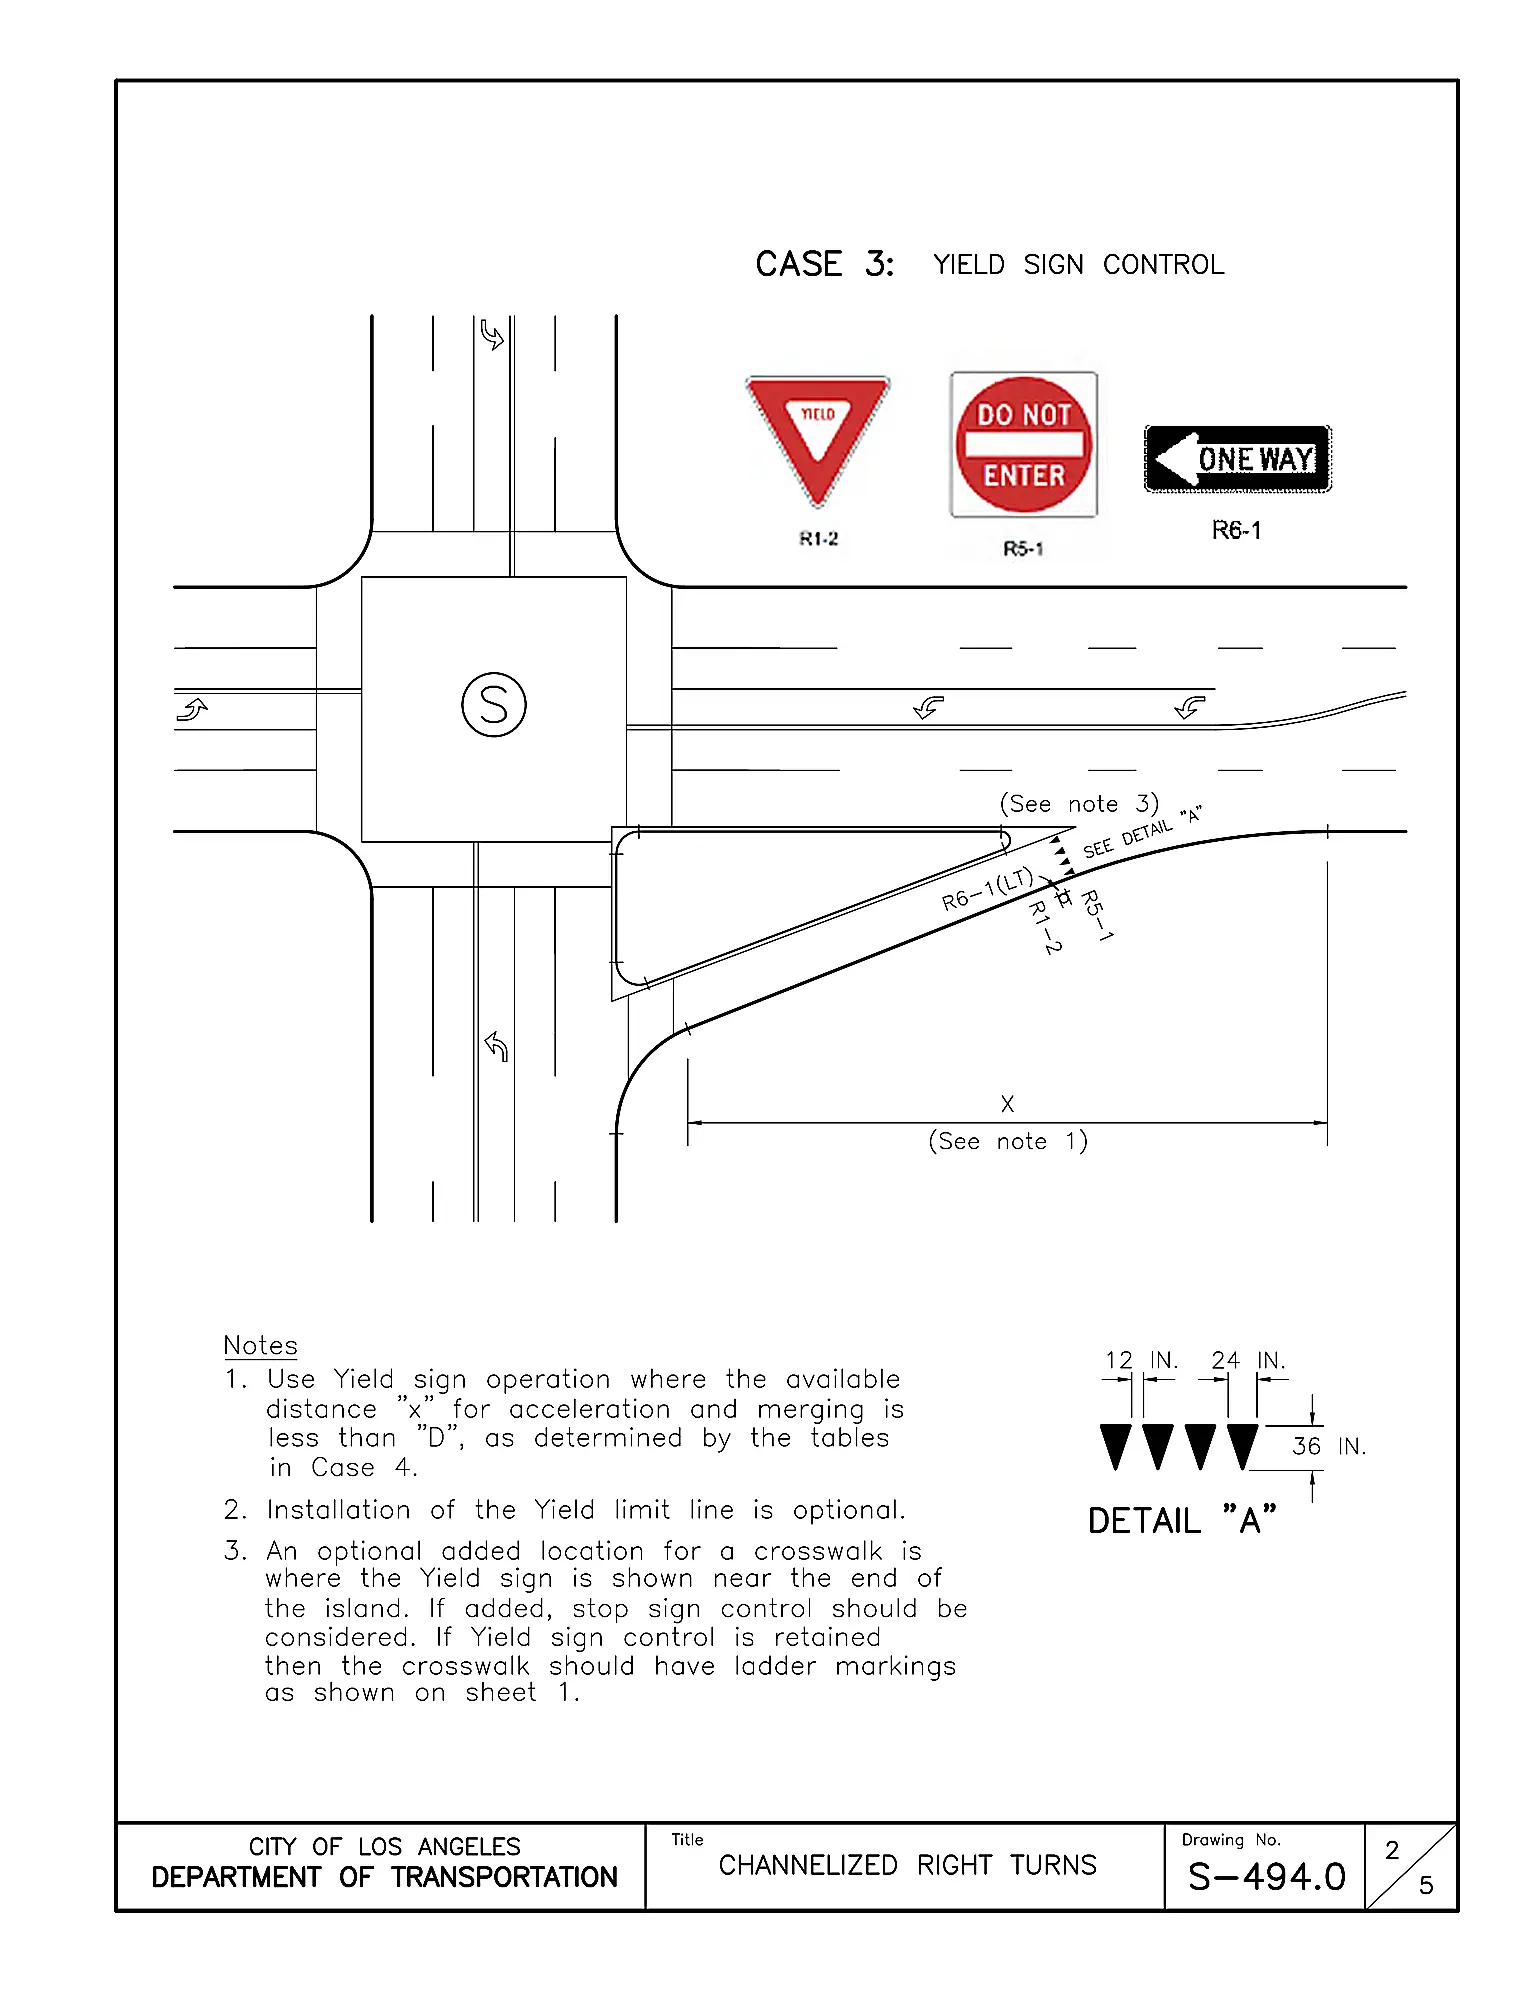 CASE 3: YIELD SIGN CONTROL
YIELD
R1-2
DO NOT
ENTER
R5-1
ONE WAY
R6-1
S
(See note 3)
SEE DETAIL "A"
R6-1(LT)
R1-2
R5-1
X
(See note 1)
Notes
1. Use Yield sign operation where the available
distance "x" for acceleration and merging is
less than "D", as determined by the tables
in Case 4.
2. Installation of the Yield limit line is optional.
3. An optional added location for a crosswalk is
where the Yield sign is shown near the end of
the island. If added, stop sign control should be
considered. If Yield sign control is retained
then the crosswalk should have ladder markings
as shown on sheet 1.
12 IN. 24 IN.
36 IN.
DETAIL "A"
CITY OF LOS ANGELES
DEPARTMENT OF TRANSPORTATION
Title
CHANNELIZED RIGHT TURNS
Drawing No.
S-494.0
2/5